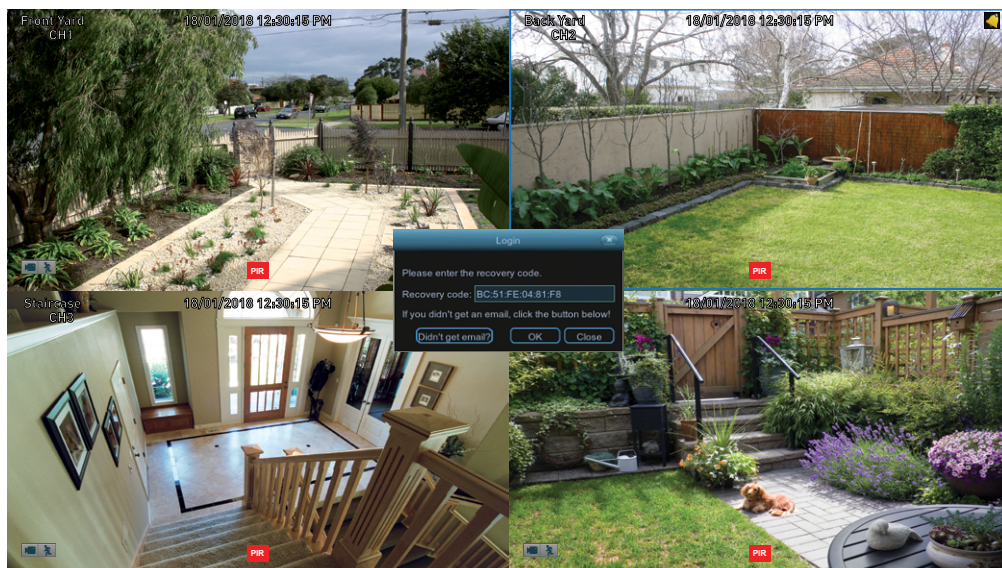 Front Yard
CH1
18/01/2018 12:30:15 PM
Back Yard
CH2
18/01/2018 12:30:15 PM
PIR
PIR
Login
Please enter the recovery code.
Recovery code: BC:51:FE:04:81:F8
If you didn't get an email, click the button below!
Didn't get email? OK Close
Staircase
CH3
18/01/2018 12:30:15 PM
18/01/2018 12:30:15 PM
PIR
PIR